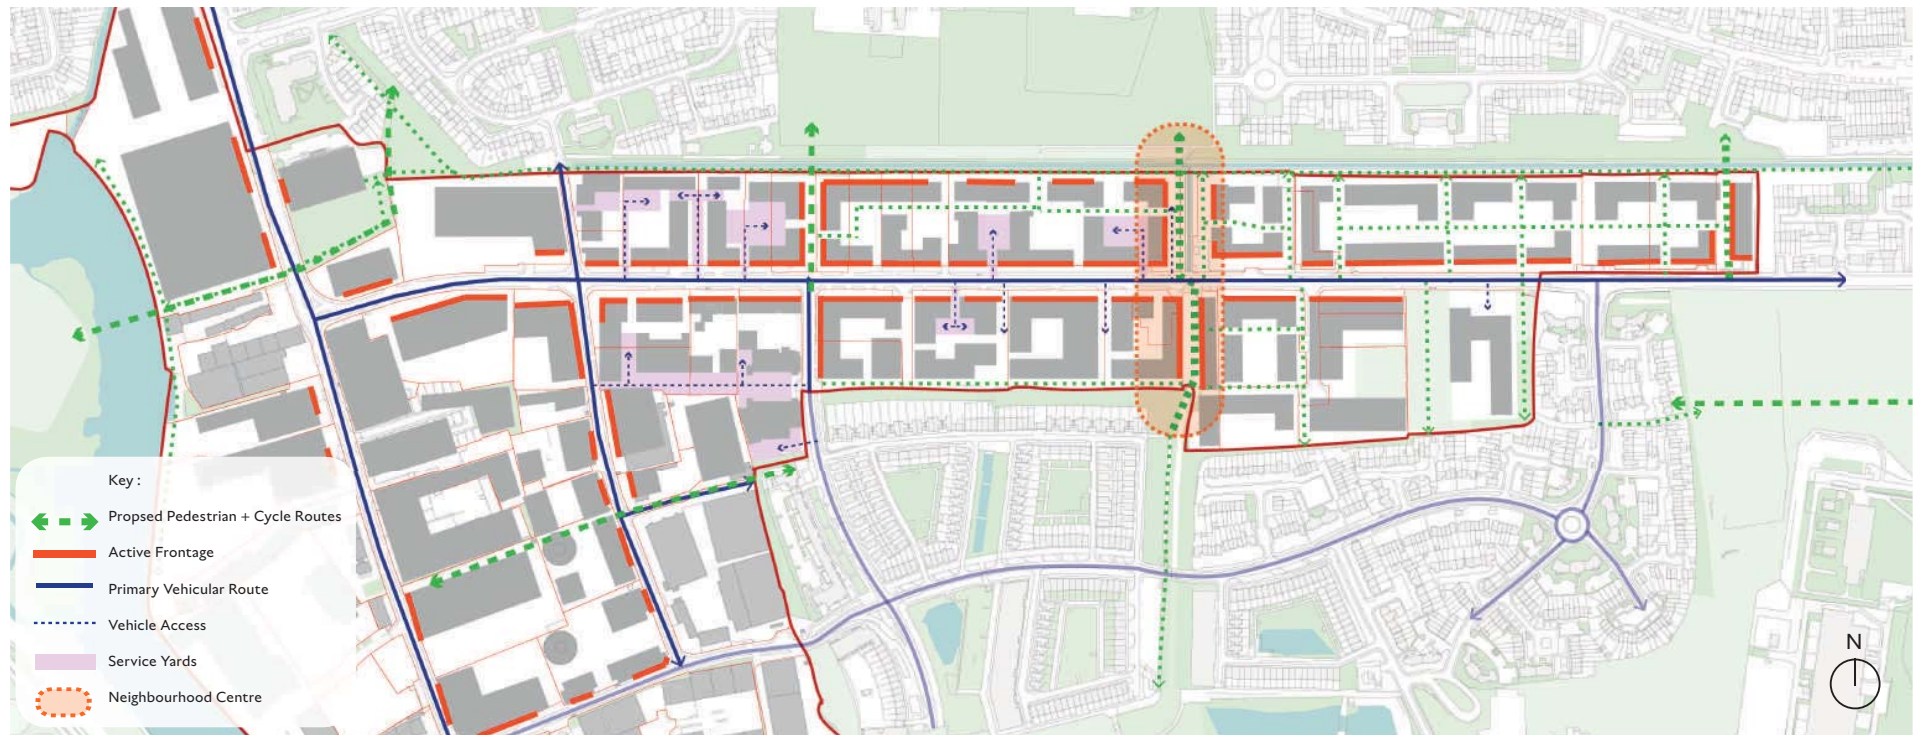 Key :
Propsed Pedestrian + Cycle Routes
Active Frontage
Primary Vehicular Route
Vehicle Access
Service Yards
Neighbourhood Centre
N